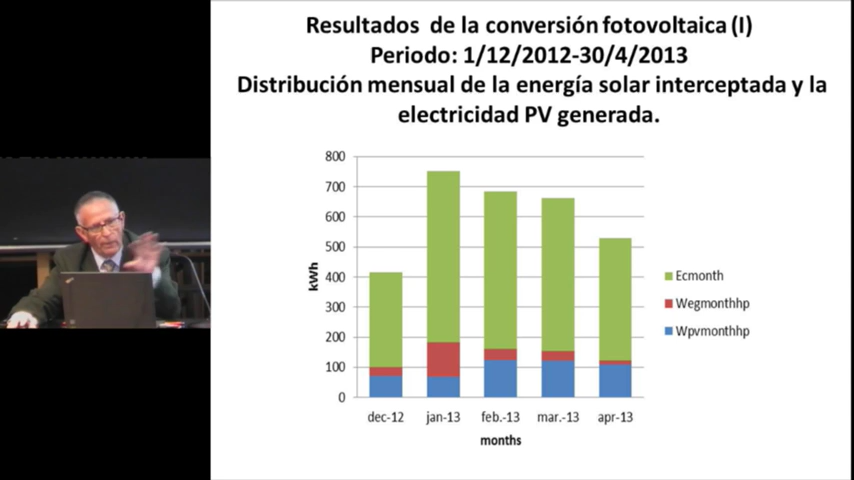 Resultados de la conversión fotovoltaica (I)
Periodo: 1/12/2012-30/4/2013
Distribución mensual de la energía solar interceptada y la
electricidad PV generada.
800
700
600
500
400
300
200
100
0
kWh
dec-12 jan-13 feb.-13 mar.-13 apr-13
months
Ecmonth
Wegmonthhp
Wpvmonthhp